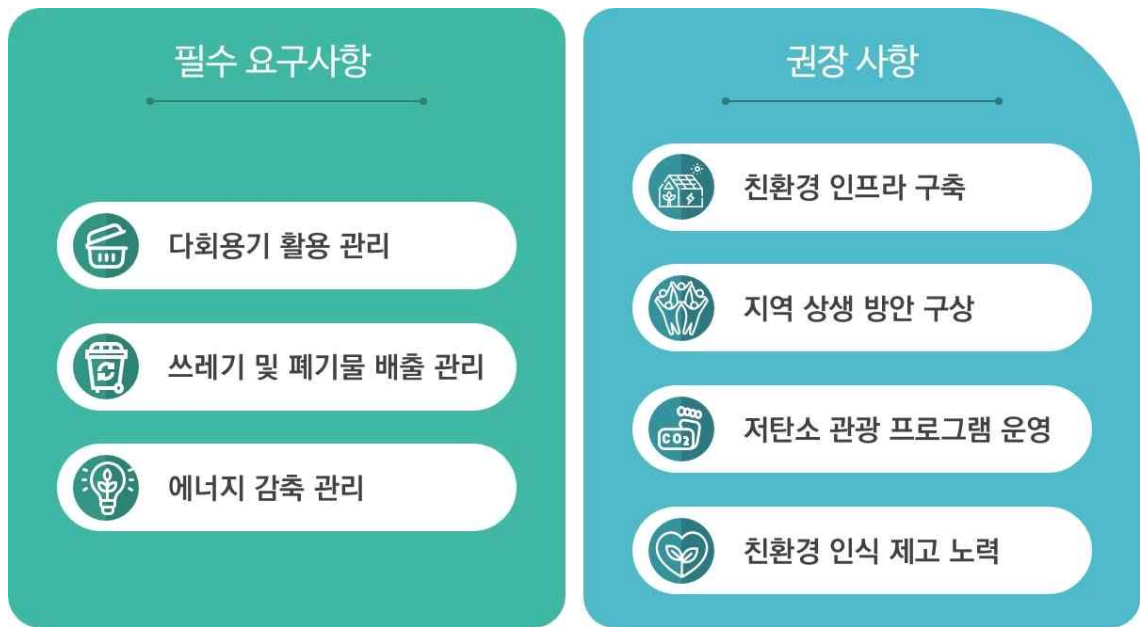 필수 요구사항
다회용기 활용 관리
쓰레기 및 폐기물 배출 관리
에너지 감축 관리
권장 사항
친환경 인프라 구축
지역 상생 방안 구상
CO2
저탄소 관광 프로그램 운영
친환경 인식 제고 노력